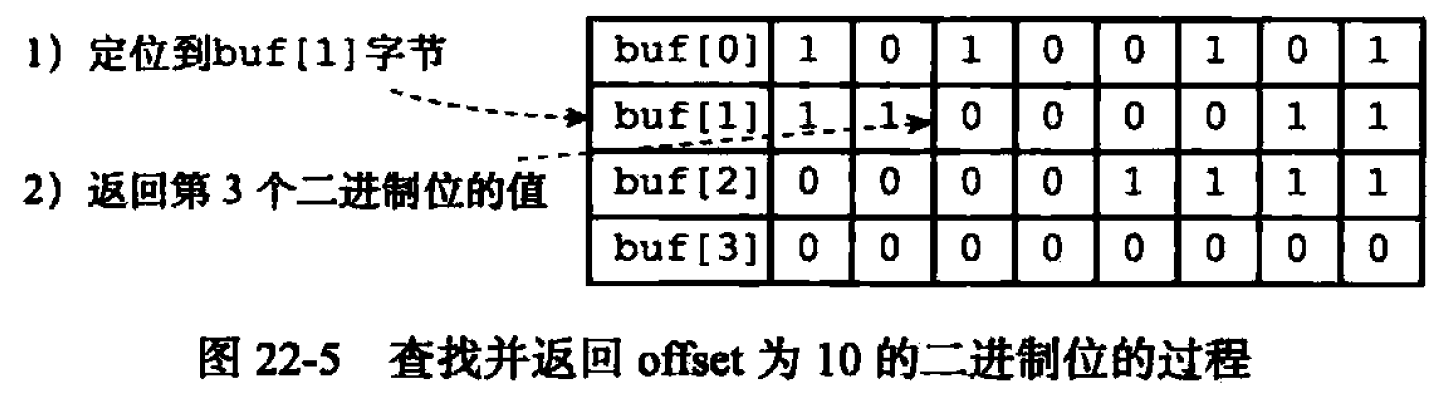 1) 定位到buf[1]字节
2) 返回第 3 个二进制位的值
buf[0] 1 0 1 0 0 1 0 1
buf[1] 1 1 0 0 0 0 1 1
buf[2] 0 0 0 0 1 1 1 1
buf[3] 0 0 0 0 0 0 0 0
图 22-5 查找并返回 offset 为 10 的二进制位的过程